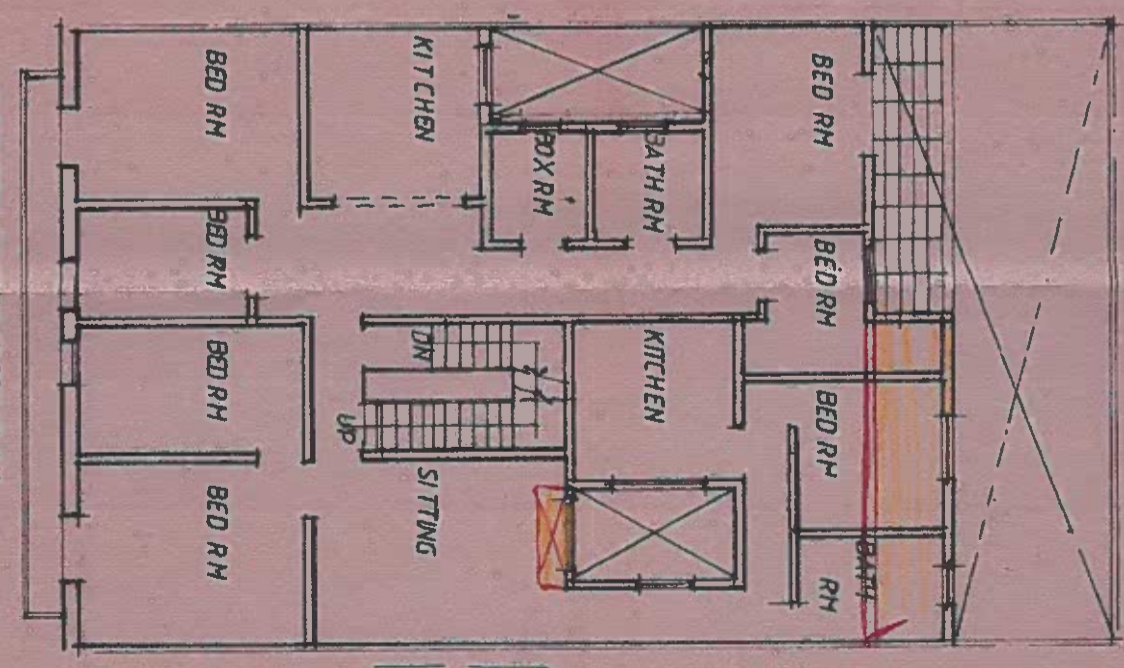 BED RM
KITCHEN
BED RM
BOX RM
BATH RM
BED RM
BED RM
BED RM
DN
KITCHEN
BED RM
UP
BED RM
SITTUNG
BATH
RM